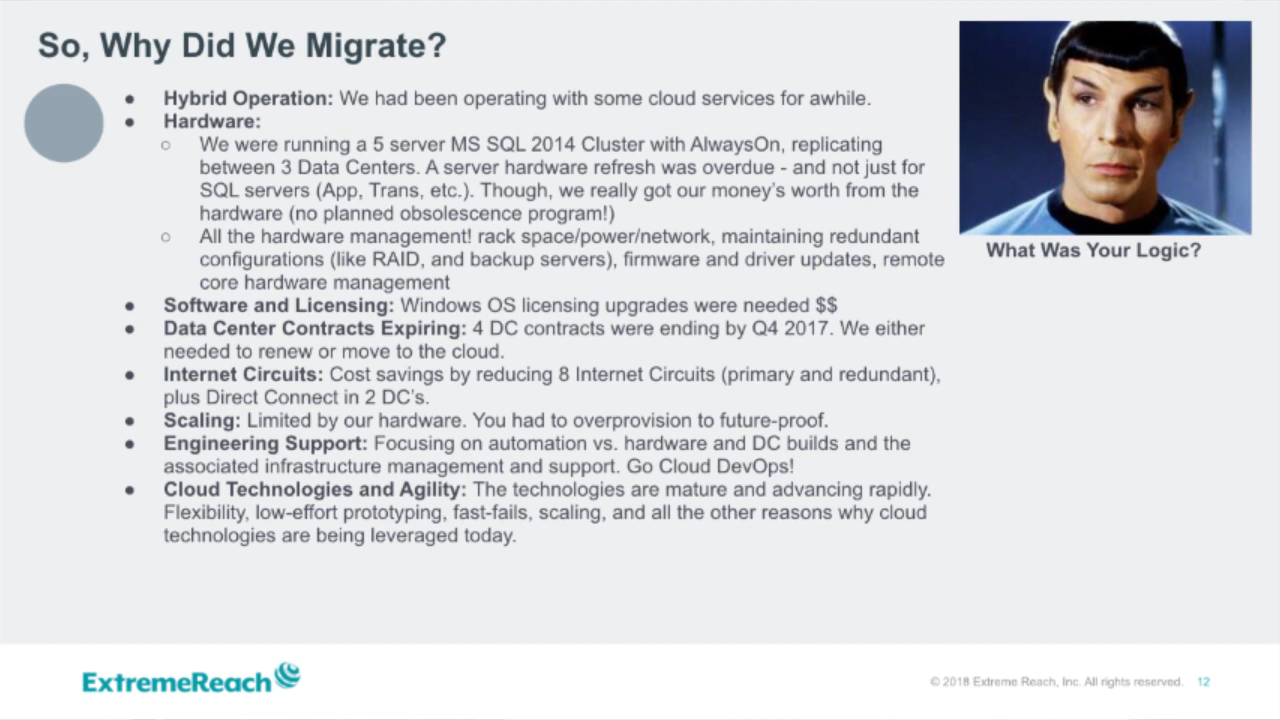 So, Why Did We Migrate?
● Hybrid Operation: We had been operating with some cloud services for awhile.
● Hardware:
○ We were running a 5 server MS SQL 2014 Cluster with AlwaysOn, replicating
between 3 Data Centers. A server hardware refresh was overdue - and not just for
SQL servers (App, Trans, etc.). Though, we really got our money's worth from the
hardware (no planned obsolescence program!)
○ All the hardware management! rack space/power/network, maintaining redundant
configurations (like RAID, and backup servers), firmware and driver updates, remote
core hardware management
● Software and Licensing: Windows OS licensing upgrades were needed $$
● Data Center Contracts Expiring: 4 DC contracts were ending by Q4 2017. We either
needed to renew or move to the cloud.
● Internet Circuits: Cost savings by reducing 8 Internet Circuits (primary and redundant),
plus Direct Connect in 2 DC's.
● Scaling: Limited by our hardware. You had to overprovision to future-proof.
● Engineering Support: Focusing on automation vs. hardware and DC builds and the
associated infrastructure management and support. Go Cloud DevOps!
● Cloud Technologies and Agility: The technologies are mature and advancing rapidly.
Flexibility, low-effort prototyping, fast-fails, scaling, and all the other reasons why cloud
technologies are being leveraged today.
What Was Your Logic?
ExtremeReach
© 2018 Extreme Reach, Inc. All rights reserved. 12